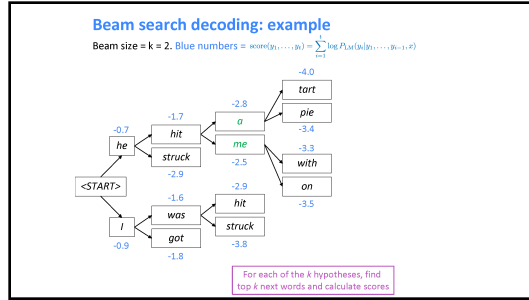 Beam search decoding: example
Beam size = k = 2. Blue numbers = score(y₁, …, yₜ) = ∑ᵢ₌₁ᵗ log P_LM(yᵢ|y₁, …, yᵢ₋₁, x)
-4.0
tart
-2.8
-1.7
a
pie
-0.7
hit
-3.4
he
me
-3.3
struck
-2.5
with
-2.9
<START>
on
-1.6
-2.9
-3.5
was
hit
I
got
struck
-0.9
-1.8
-3.8
For each of the k hypotheses, find
top k next words and calculate scores